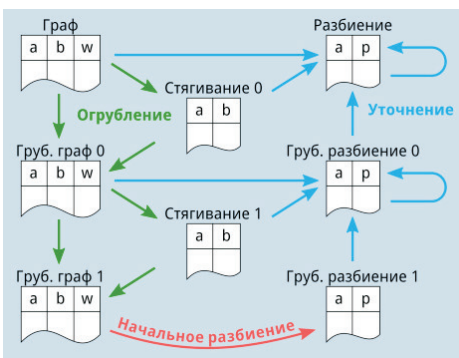 Граф
Разбиение
a b w
a p
Стягивание 0
a b
Огрубление
Уточнение
Груб. граф 0
Груб. разбиение 0
a b w
a p
Стягивание 1
a b
Груб. граф 1
Груб. разбиение 1
a b w
a p
Начальное разбиение